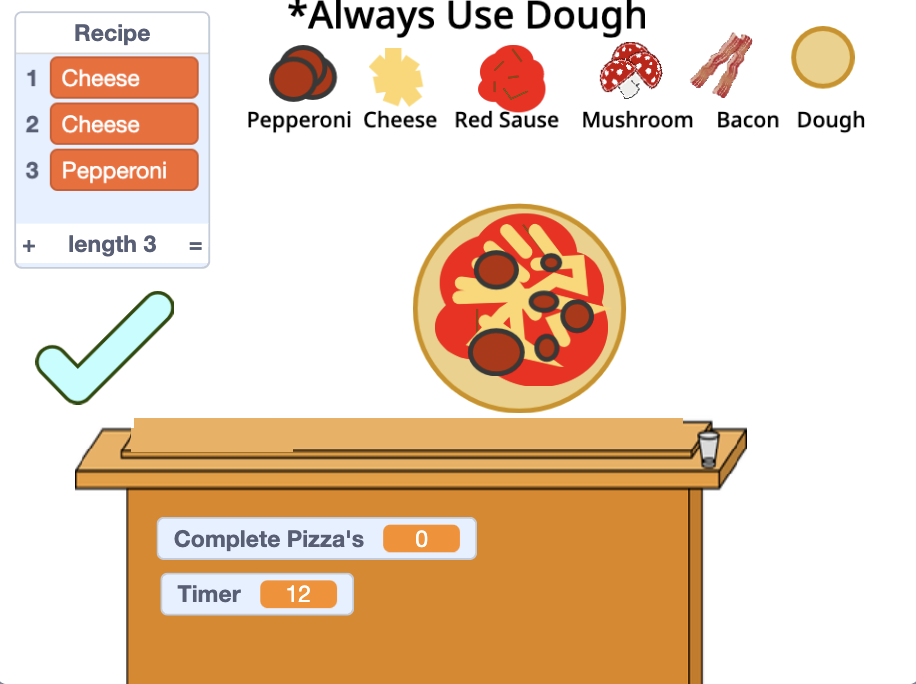 *Always Use Dough
Recipe
1 Cheese
2 Cheese
3 Pepperoni
+ length 3 =
Pepperoni Cheese Red Sause Mushroom Bacon Dough
Complete Pizza's 0
Timer 12